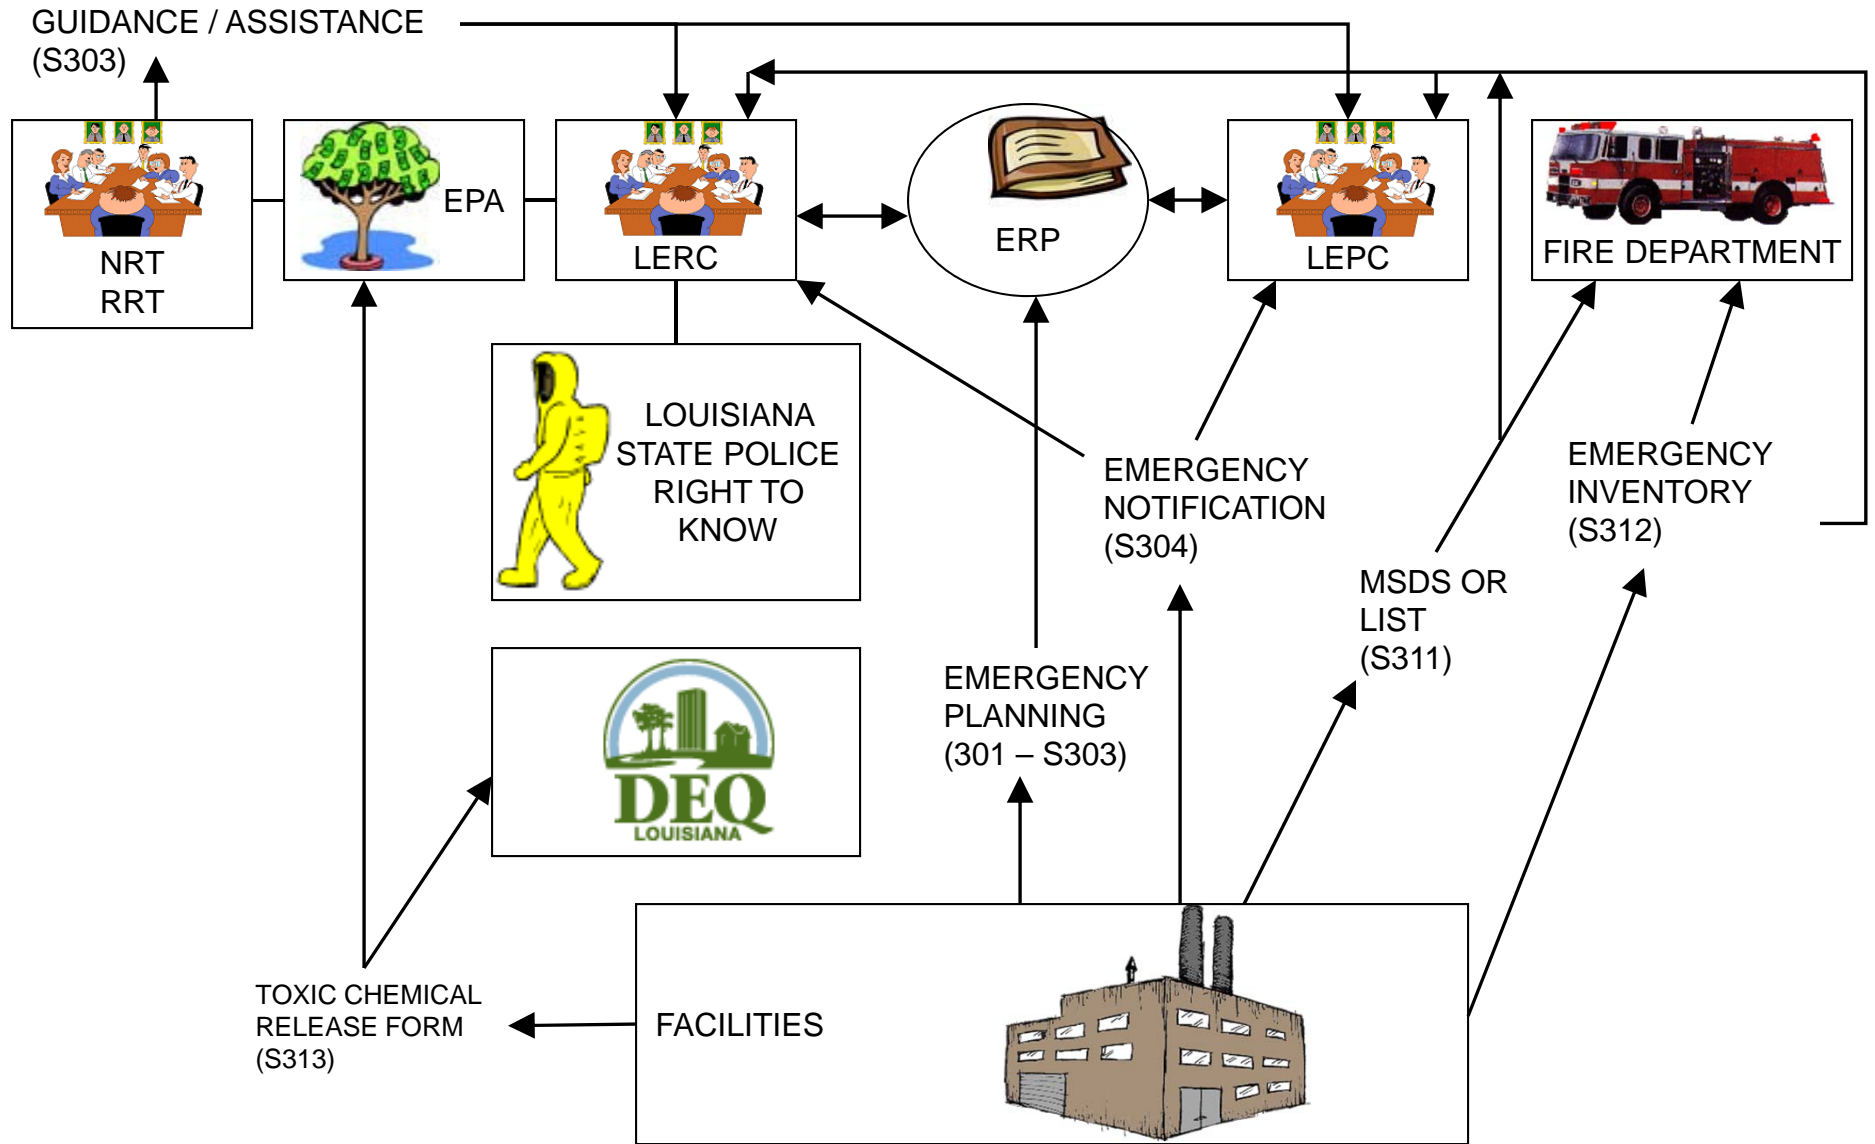 GUIDANCE / ASSISTANCE
(S303)
NRT
RRT
EPA
LERC
ERP
LEPC
FIRE DEPARTMENT
LOUISIANA
STATE POLICE
RIGHT TO
KNOW
EMERGENCY
NOTIFICATION
(S304)
EMERGENCY
INVENTORY
(S312)
MSDS OR
LIST
(S311)
EMERGENCY
PLANNING
(301 – S303)
DEQ
LOUISIANA
TOXIC CHEMICAL
RELEASE FORM
(S313)
FACILITIES